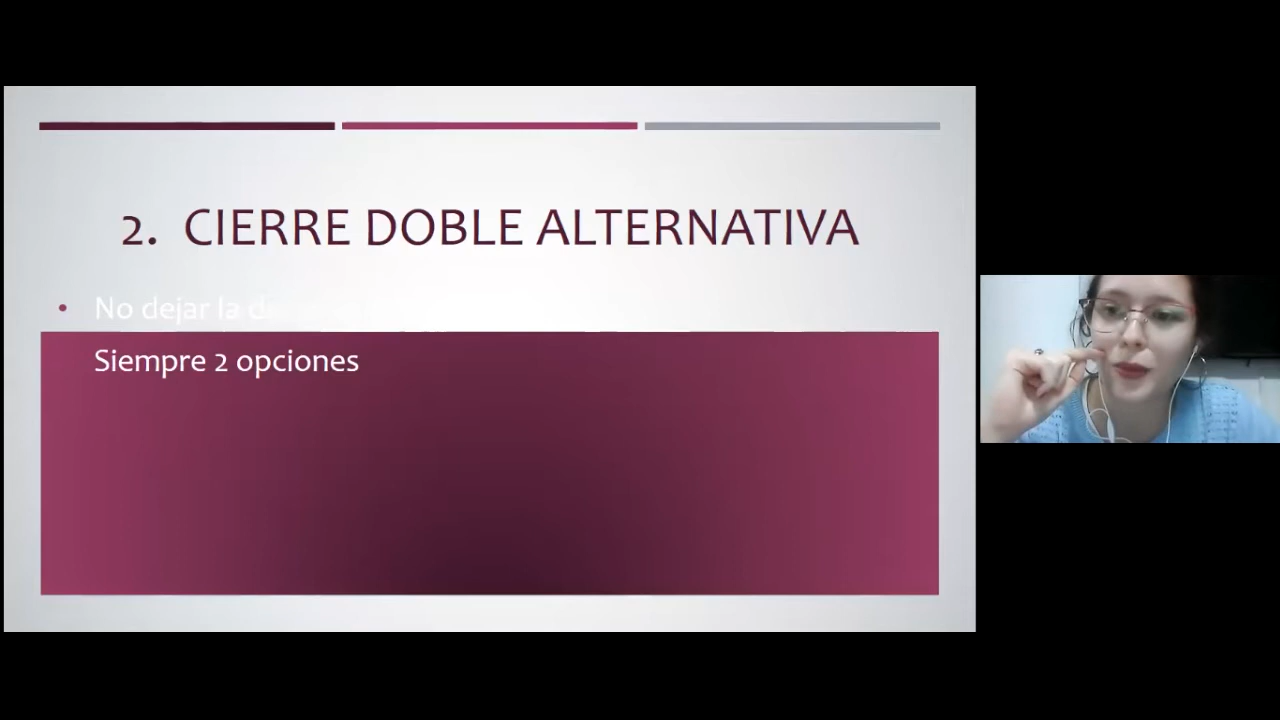 2. CIERRE DOBLE ALTERNATIVA
• No dejar la
Siempre 2 opciones